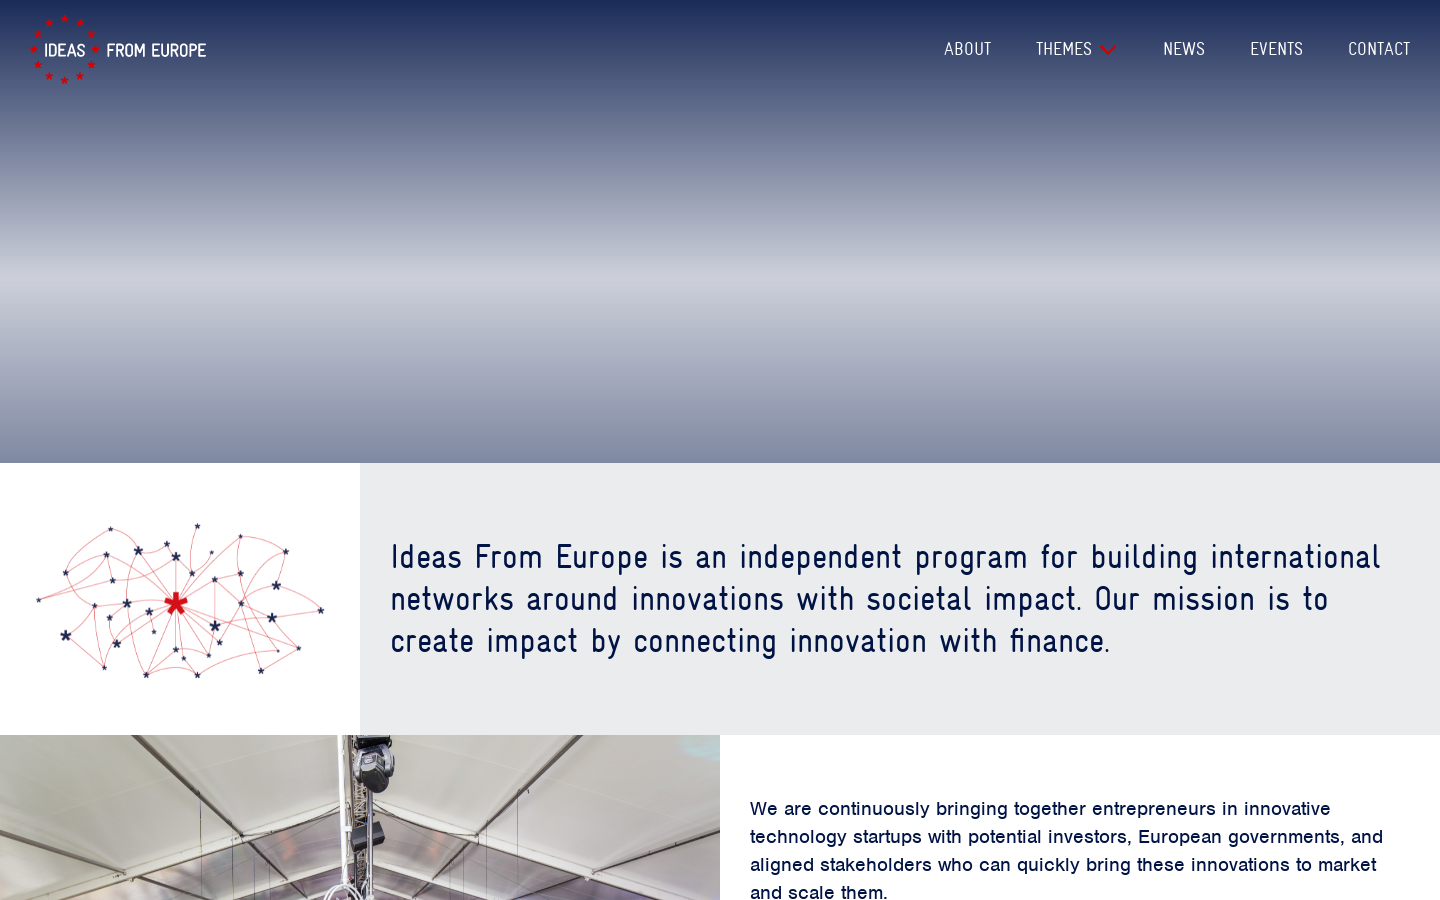 IDEAS FROM EUROPE
ABOUT THEMES NEWS EVENTS CONTACT
Ideas From Europe is an independent program for building international
networks around innovations with societal impact. Our mission is to
create impact by connecting innovation with finance.
We are continuously bringing together entrepreneurs in innovative
technology startups with potential investors, European governments, and
aligned stakeholders who can quickly bring these innovations to market
and scale them.